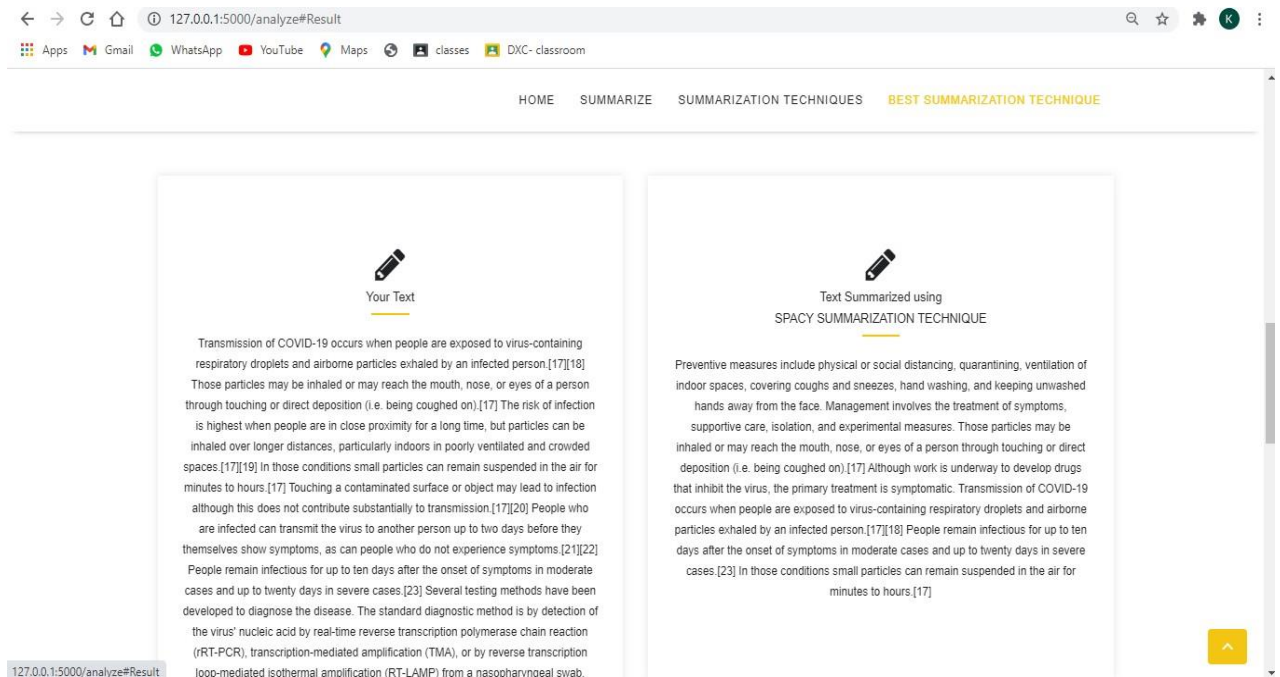 127.0.0.1:5000/analyze#Result
K
Apps Gmail WhatsApp YouTube Maps classes DXC- classroom
HOME SUMMARIZE SUMMARIZATION TECHNIQUES BEST SUMMARIZATION TECHNIQUE
Your Text
Transmission of COVID-19 occurs when people are exposed to virus-containing
respiratory droplets and airborne particles exhaled by an infected person.[17][18]
Those particles may be inhaled or may reach the mouth, nose, or eyes of a person
through touching or direct deposition (i.e. being coughed on).[17] The risk of infection
is highest when people are in close proximity for a long time, but particles can be
inhaled over longer distances, particularly indoors in poorly ventilated and crowded
spaces.[17][19] In those conditions small particles can remain suspended in the air for
minutes to hours.[17] Touching a contaminated surface or object may lead to infection
although this does not contribute substantially to transmission.[17][20] People who
are infected can transmit the virus to another person up to two days before they
themselves show symptoms, as can people who do not experience symptoms.[21][22]
People remain infectious for up to ten days after the onset of symptoms in moderate
cases and up to twenty days in severe cases.[23] Several testing methods have been
developed to diagnose the disease. The standard diagnostic method is by detection of
the virus' nucleic acid by real-time reverse transcription polymerase chain reaction
(rRT-PCR), transcription-mediated amplification (TMA), or by reverse transcription
loop-mediated isothermal amplification (RT-LAMP) from a nasopharyngeal swab.
Text Summarized using
SPACY SUMMARIZATION TECHNIQUE
Preventive measures include physical or social distancing, quarantining, ventilation of
indoor spaces, covering coughs and sneezes, hand washing, and keeping unwashed
hands away from the face. Management involves the treatment of symptoms,
supportive care, isolation, and experimental measures. Those particles may be
inhaled or may reach the mouth, nose, or eyes of a person through touching or direct
deposition (i.e. being coughed on).[17] Although work is underway to develop drugs
that inhibit the virus, the primary treatment is symptomatic. Transmission of COVID-19
occurs when people are exposed to virus-containing respiratory droplets and airborne
particles exhaled by an infected person.[17][18] People remain infectious for up to ten
days after the onset of symptoms in moderate cases and up to twenty days in severe
cases.[23] In those conditions small particles can remain suspended in the air for
minutes to hours.[17]
127.0.0.1:5000/analyze#Result